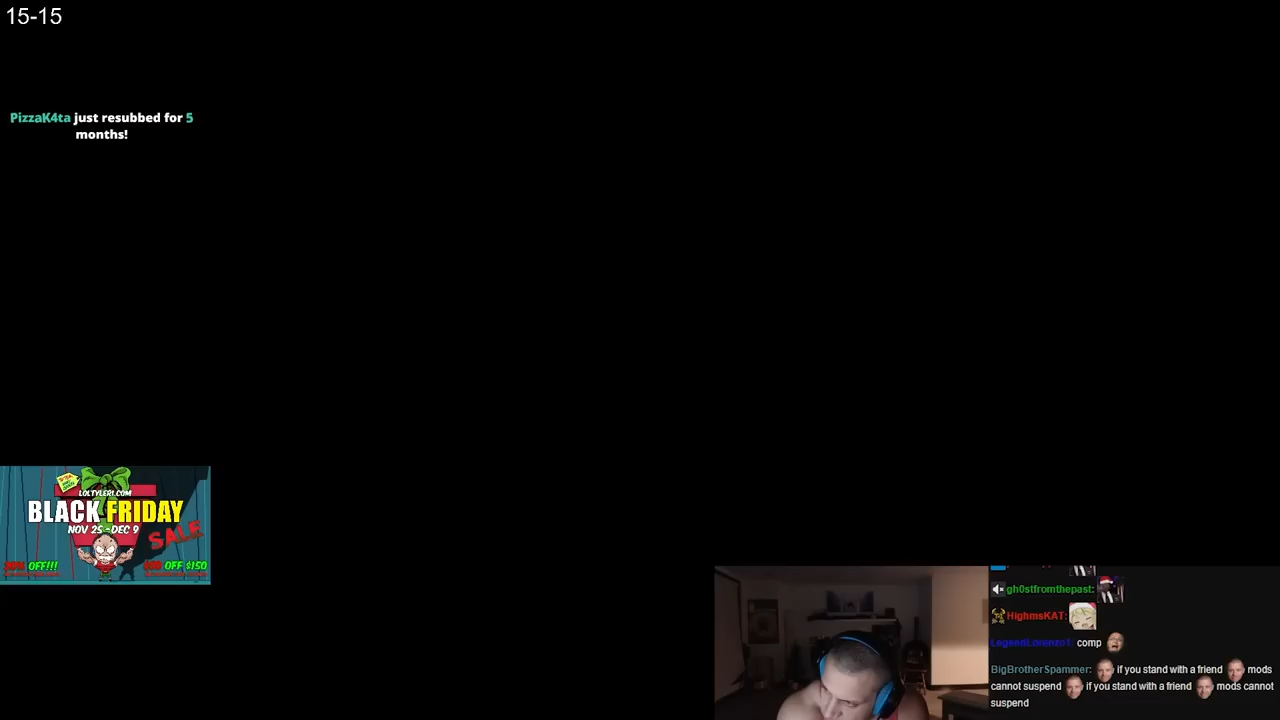 15-15
PizzaK4ta just resubbed for 5
months!
LOLTYLER1.COM
BLACK FRIDAY
NOV 25 - DEC 9
SALE
OFF!!!
OFF $150
gh0stfromthepast:
HighmsKAT:
LegendLorenzo1: comp
BigBrotherSpammer: if you stand with a friend mods
cannot suspend if you stand with a friend mods cannot
suspend